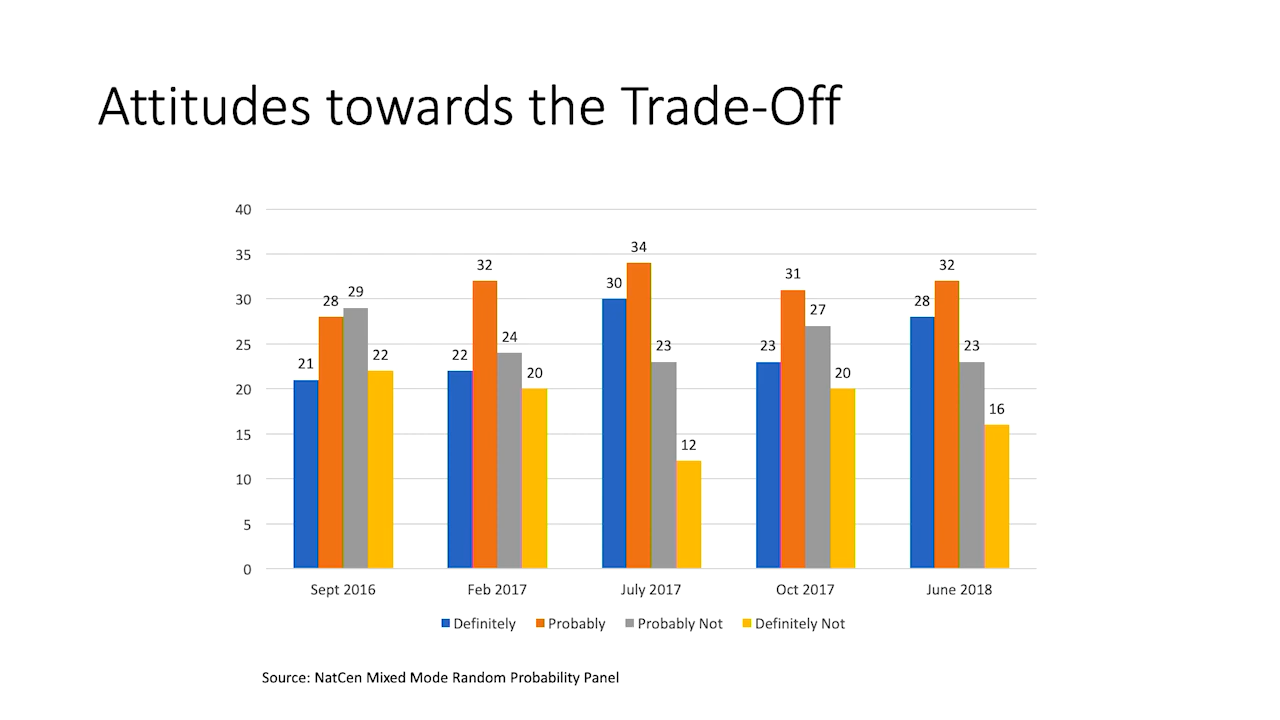 Attitudes towards the Trade-Off
40
35
30
25
20
15
10
5
0
21
28
29
22
22
32
24
20
30
34
23
12
23
31
27
20
28
32
23
16
Sept 2016
Feb 2017
July 2017
Oct 2017
June 2018
Definitely
Probably
Probably Not
Definitely Not
Source: NatCen Mixed Mode Random Probability Panel